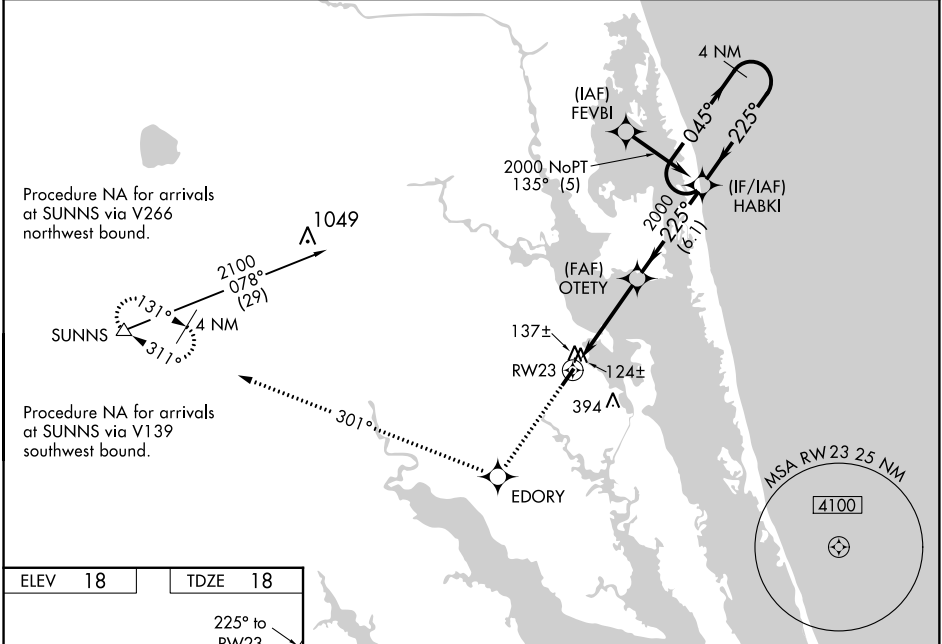 4 NM
(IAF)
FEVBI
045°
225°
2000 NoPT
135° (5)
(IF/IAF)
HABKI
2000
225°
(6.1)
Procedure NA for arrivals
at SUNNS via V266
northwest bound.
1049
2100
078°
(29)
(FAF)
OTETY
131°
4 NM
SUNNS
311°
137±
RW23
124±
394
Procedure NA for arrivals
at SUNNS via V139
southwest bound.
301°
EDORY
MSA RW23 25 NM
4100
ELEV 18
TDZE 18
225° to
RW23